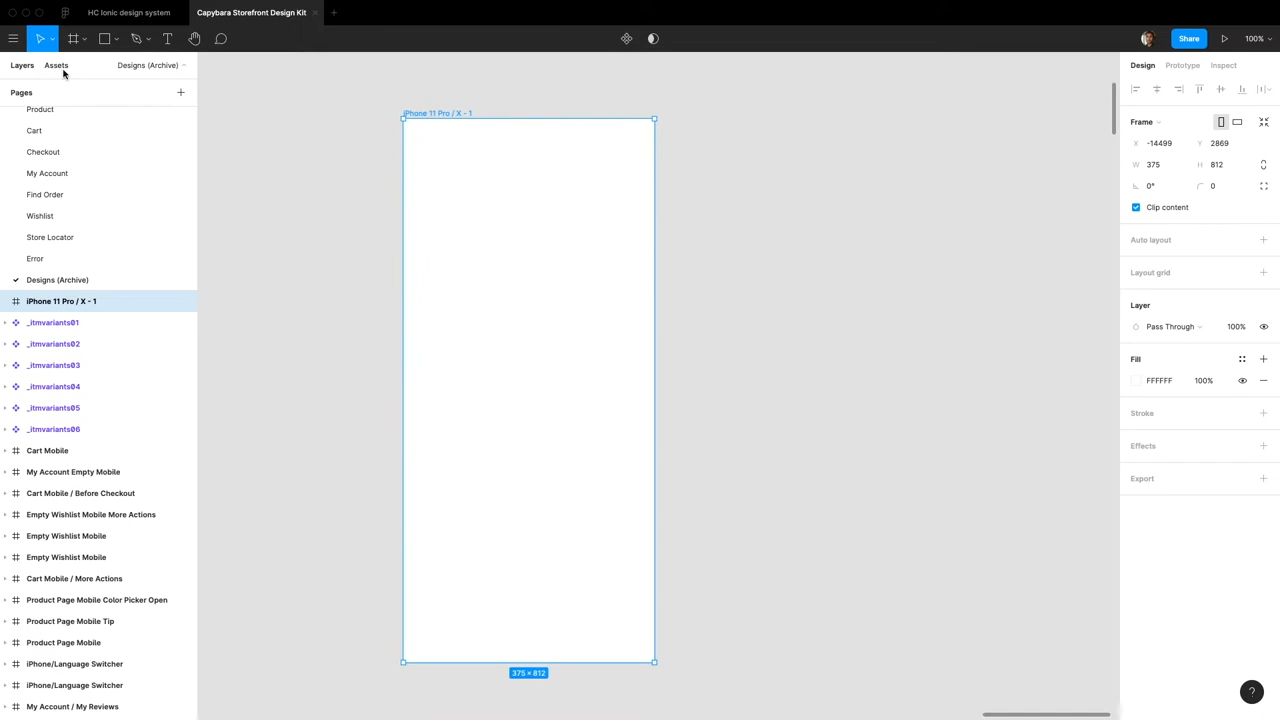 HC Ionic design system
Capybara Storefront Design Kit
Share
100%
Layers
Assets
Designs (Archive)
Pages
Product
Cart
Checkout
My Account
Find Order
Wishlist
Store Locator
Error
Designs (Archive)
iPhone 11 Pro / X - 1
_itmvariants01
_itmvariants02
_itmvariants03
_itmvariants04
_itmvariants05
_itmvariants06
Cart Mobile
My Account Empty Mobile
Cart Mobile / Before Checkout
Empty Wishlist Mobile More Actions
Empty Wishlist Mobile
Empty Wishlist Mobile
Cart Mobile / More Actions
Product Page Mobile Color Picker Open
Product Page Mobile Tip
Product Page Mobile
iPhone/Language Switcher
iPhone/Language Switcher
My Account / My Reviews
iPhone 11 Pro / X - 1
375 × 812
Design
Prototype
Inspect
Frame
X -14499 Y 2869
W 375 H 812
0° 0
Clip content
Auto layout
Layout grid
Layer
Pass Through 100%
Fill
FFFFFF 100%
Stroke
Effects
Export
?